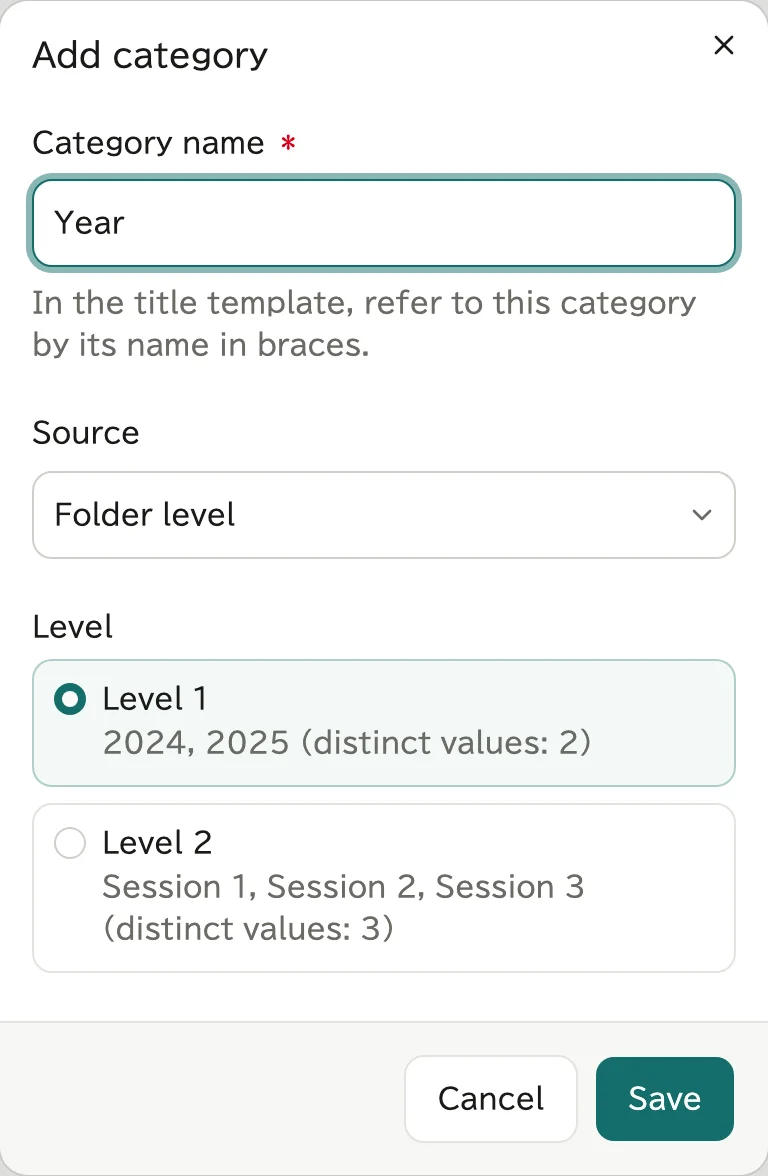 Add category
Category name *
Year
In the title template, refer to this category
by its name in braces.
Source
Folder level
Level
Level 1
2024, 2025 (distinct values: 2)
Level 2
Session 1, Session 2, Session 3
(distinct values: 3)
Cancel
Save